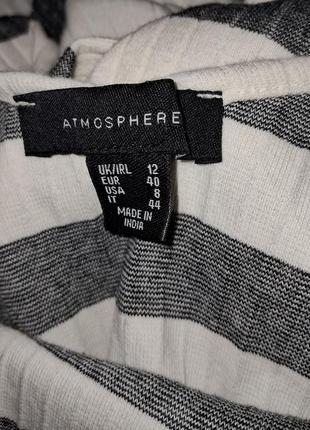 ATMOSPHERE
UK/IRL 12
EUR 40
USA 8
IT 44
MADE IN
INDIA